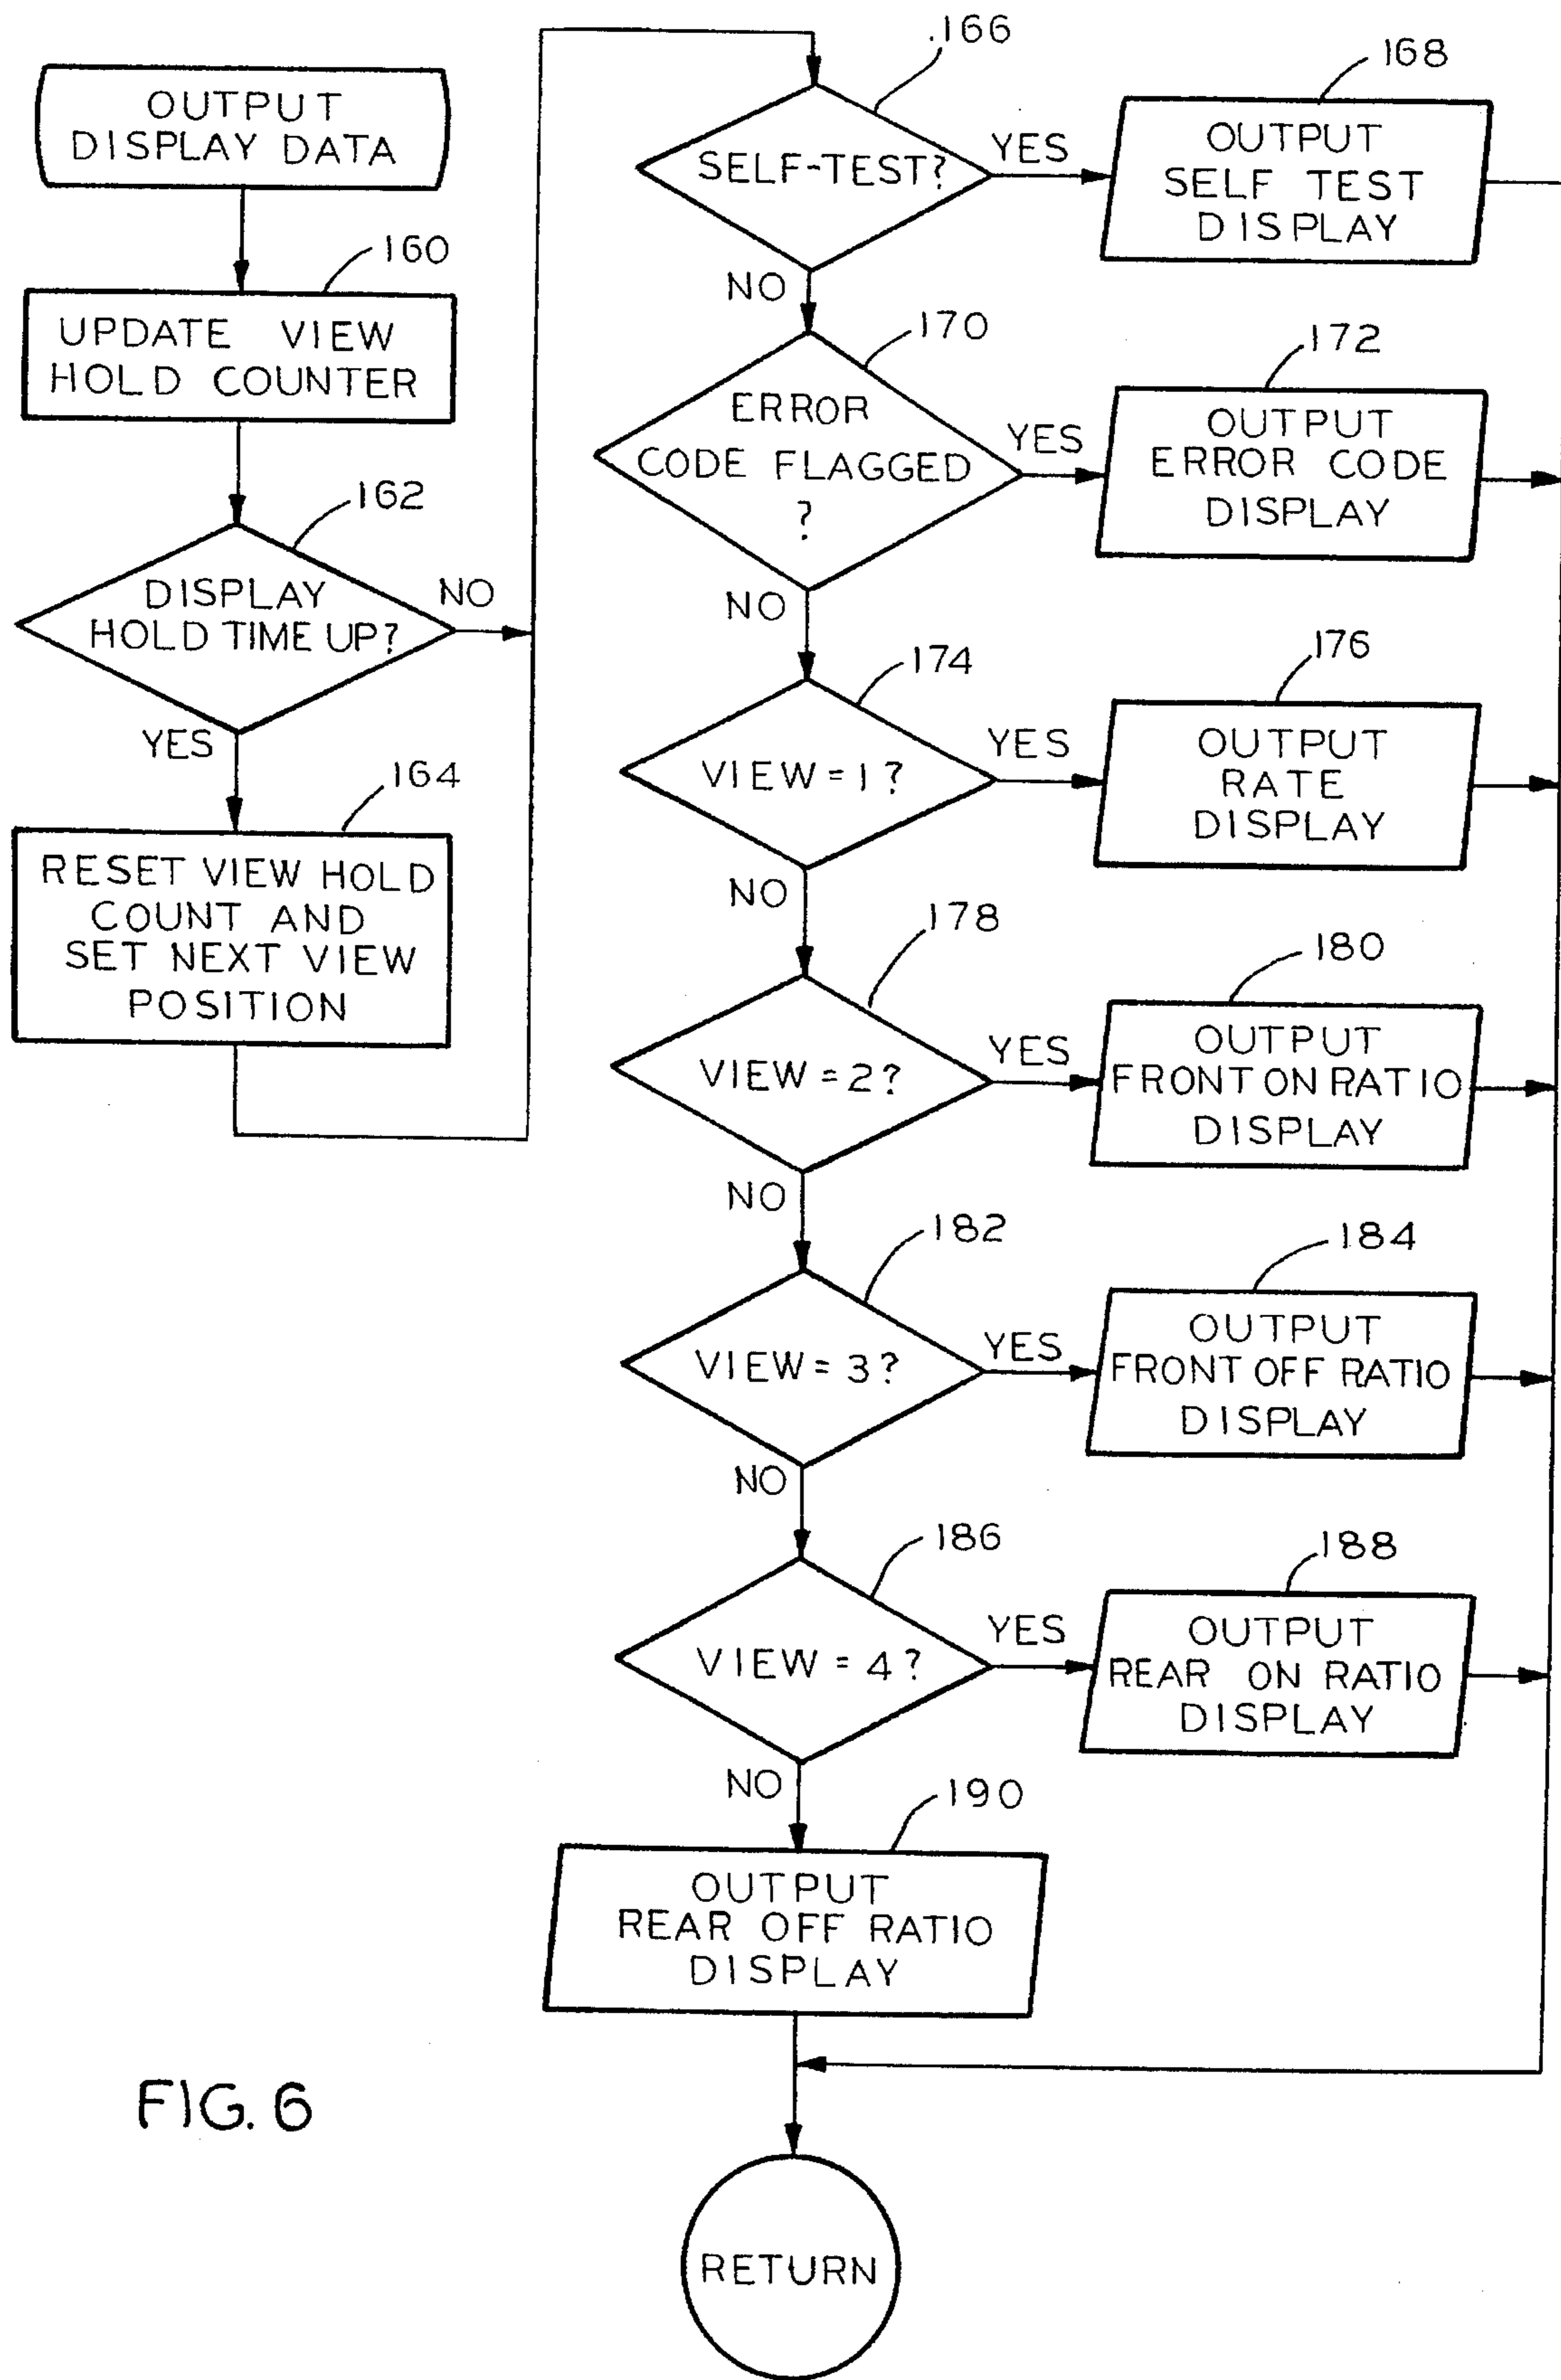 OUTPUT
DISPLAY DATA
160
UPDATE VIEW
HOLD COUNTER
162
DISPLAY
HOLD TIME UP?
NO
YES
164
RESET VIEW HOLD
COUNT AND
SET NEXT VIEW
POSITION
166
SELF-TEST?
YES
168
OUTPUT
SELF TEST
DISPLAY
NO
170
ERROR
CODE FLAGGED
?
YES
172
OUTPUT
ERROR CODE
DISPLAY
NO
174
VIEW = 1?
YES
176
OUTPUT
RATE
DISPLAY
NO
178
VIEW = 2?
YES
180
OUTPUT
FRONT ON RATIO
DISPLAY
NO
182
VIEW = 3?
YES
184
OUTPUT
FRONT OFF RATIO
DISPLAY
NO
186
VIEW = 4?
YES
188
OUTPUT
REAR ON RATIO
DISPLAY
NO
190
OUTPUT
REAR OFF RATIO
DISPLAY
RETURN
FIG. 6